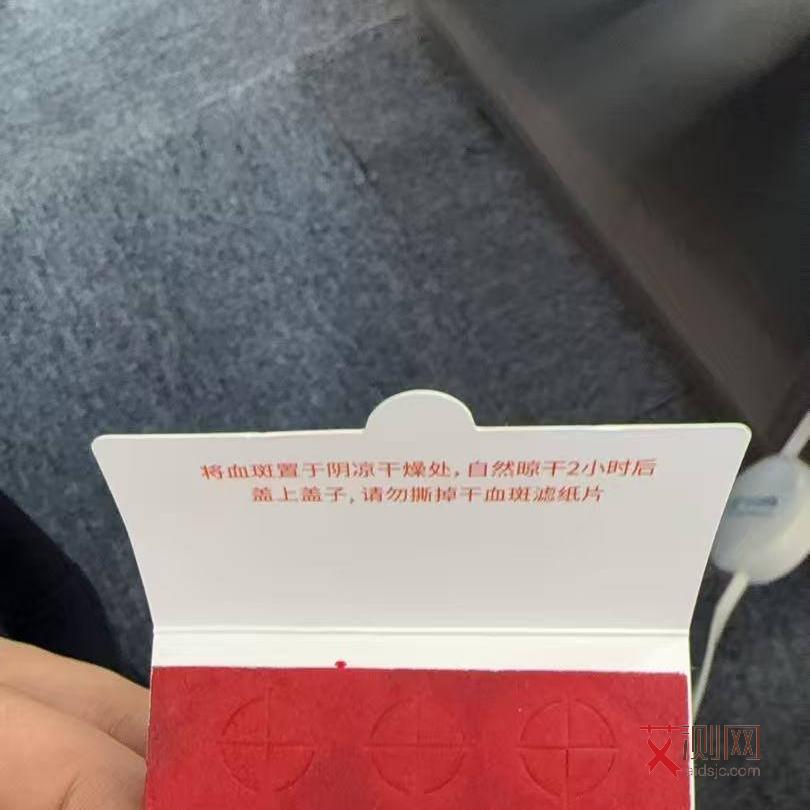 将血斑置于阴凉干燥处，自然晾干2小时后
盖上盖子，请勿撕掉干血斑滤纸片
艾测网
aidsjc.com